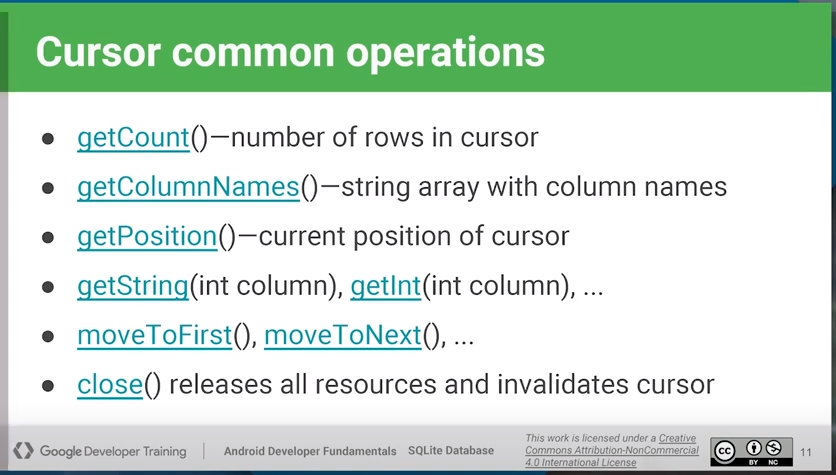 Cursor common operations
● getCount()—number of rows in cursor
● getColumnNames()—string array with column names
● getPosition()—current position of cursor
● getString(int column), getInt(int column), ...
● moveToFirst(), moveToNext(), ...
● close() releases all resources and invalidates cursor
Google Developer Training
Android Developer Fundamentals
SQLite Database
This work is licensed under a Creative
Commons Attribution-NonCommercial
4.0 International License
cc
BY NC
11